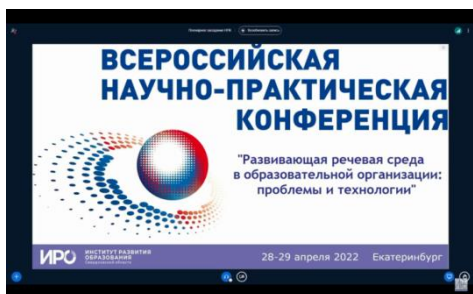 ВСЕРОССИЙСКАЯ
НАУЧНО-ПРАКТИЧЕСКАЯ
КОНФЕРЕНЦИЯ
"Развивающая речевая среда
в образовательной организации:
проблемы и технологии"
ИРО ИНСТИТУТ РАЗВИТИЯ
ОБРАЗОВАНИЯ
28-29 апреля 2022 Екатеринбург